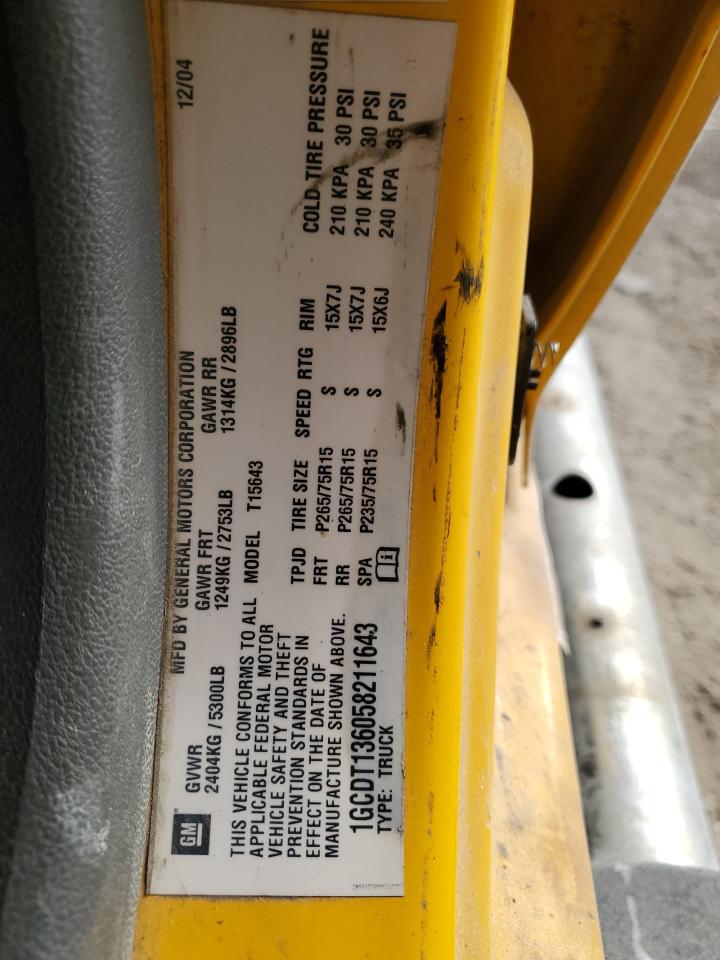 MFD BY GENERAL MOTORS CORPORATION 12/04
GM
GVWR GAWR FRT GAWR RR
2404KG/5300LB 1249KG/2753LB 1314KG/2896LB
THIS VEHICLE CONFORMS TO ALL MODEL T15643
APPLICABLE FEDERAL MOTOR
VEHICLE SAFETY AND THEFT
PREVENTION STANDARDS IN
EFFECT ON THE DATE OF
MANUFACTURE SHOWN ABOVE.
TPJD TIRE SIZE SPEED RTG RIM COLD TIRE PRESSURE
FRT P265/75R15 S 15X7J 210 KPA 30 PSI
RR P265/75R15 S 15X7J 210 KPA 30 PSI
SPA P235/75R15 S 15X6J 240 KPA 35 PSI
1GCDT136058211643
TYPE: TRUCK